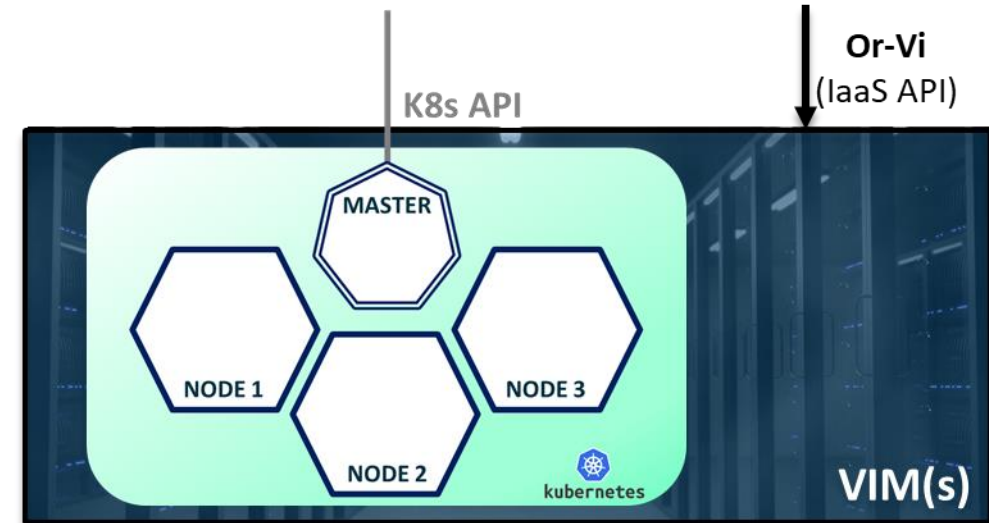 Or-Vi
(IaaS API)
K8s API
MASTER
NODE 1
NODE 3
NODE 2
kubernetes
VIM(s)